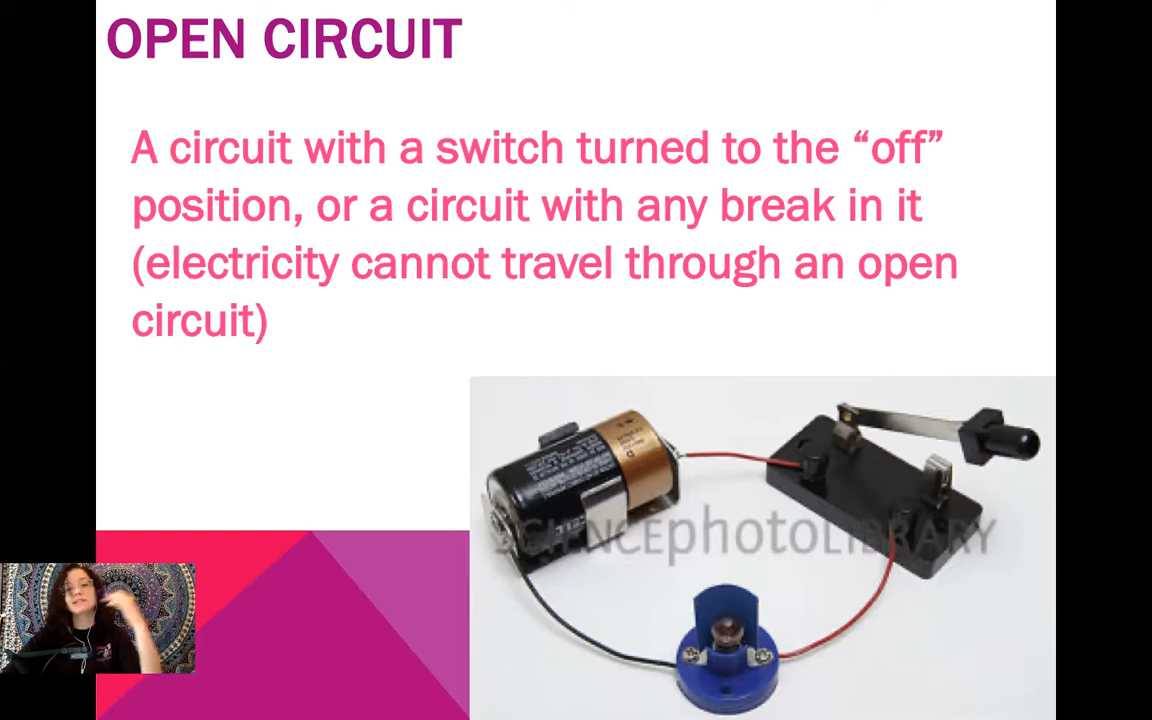 OPEN CIRCUIT
A circuit with a switch turned to the “off”
position, or a circuit with any break in it
(electricity cannot travel through an open
circuit)
SCIENCEphotoLIBRARY